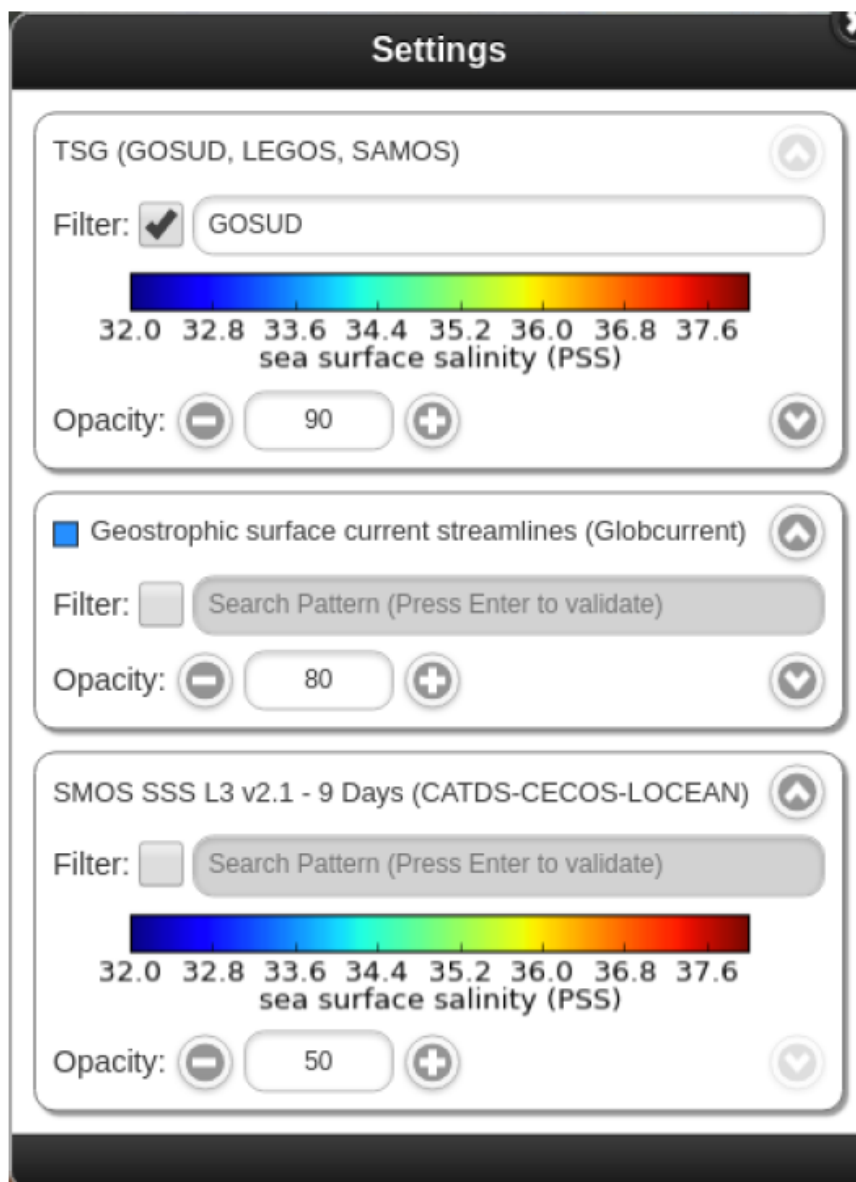 Settings
TSG (GOSUD, LEGOS, SAMOS)
Filter: GOSUD
32.0 32.8 33.6 34.4 35.2 36.0 36.8 37.6
sea surface salinity (PSS)
Opacity: 90
Geostrophic surface current streamlines (Globcurrent)
Filter: Search Pattern (Press Enter to validate)
Opacity: 80
SMOS SSS L3 v2.1 - 9 Days (CATDS-CECOS-LOCEAN)
Filter: Search Pattern (Press Enter to validate)
32.0 32.8 33.6 34.4 35.2 36.0 36.8 37.6
sea surface salinity (PSS)
Opacity: 50